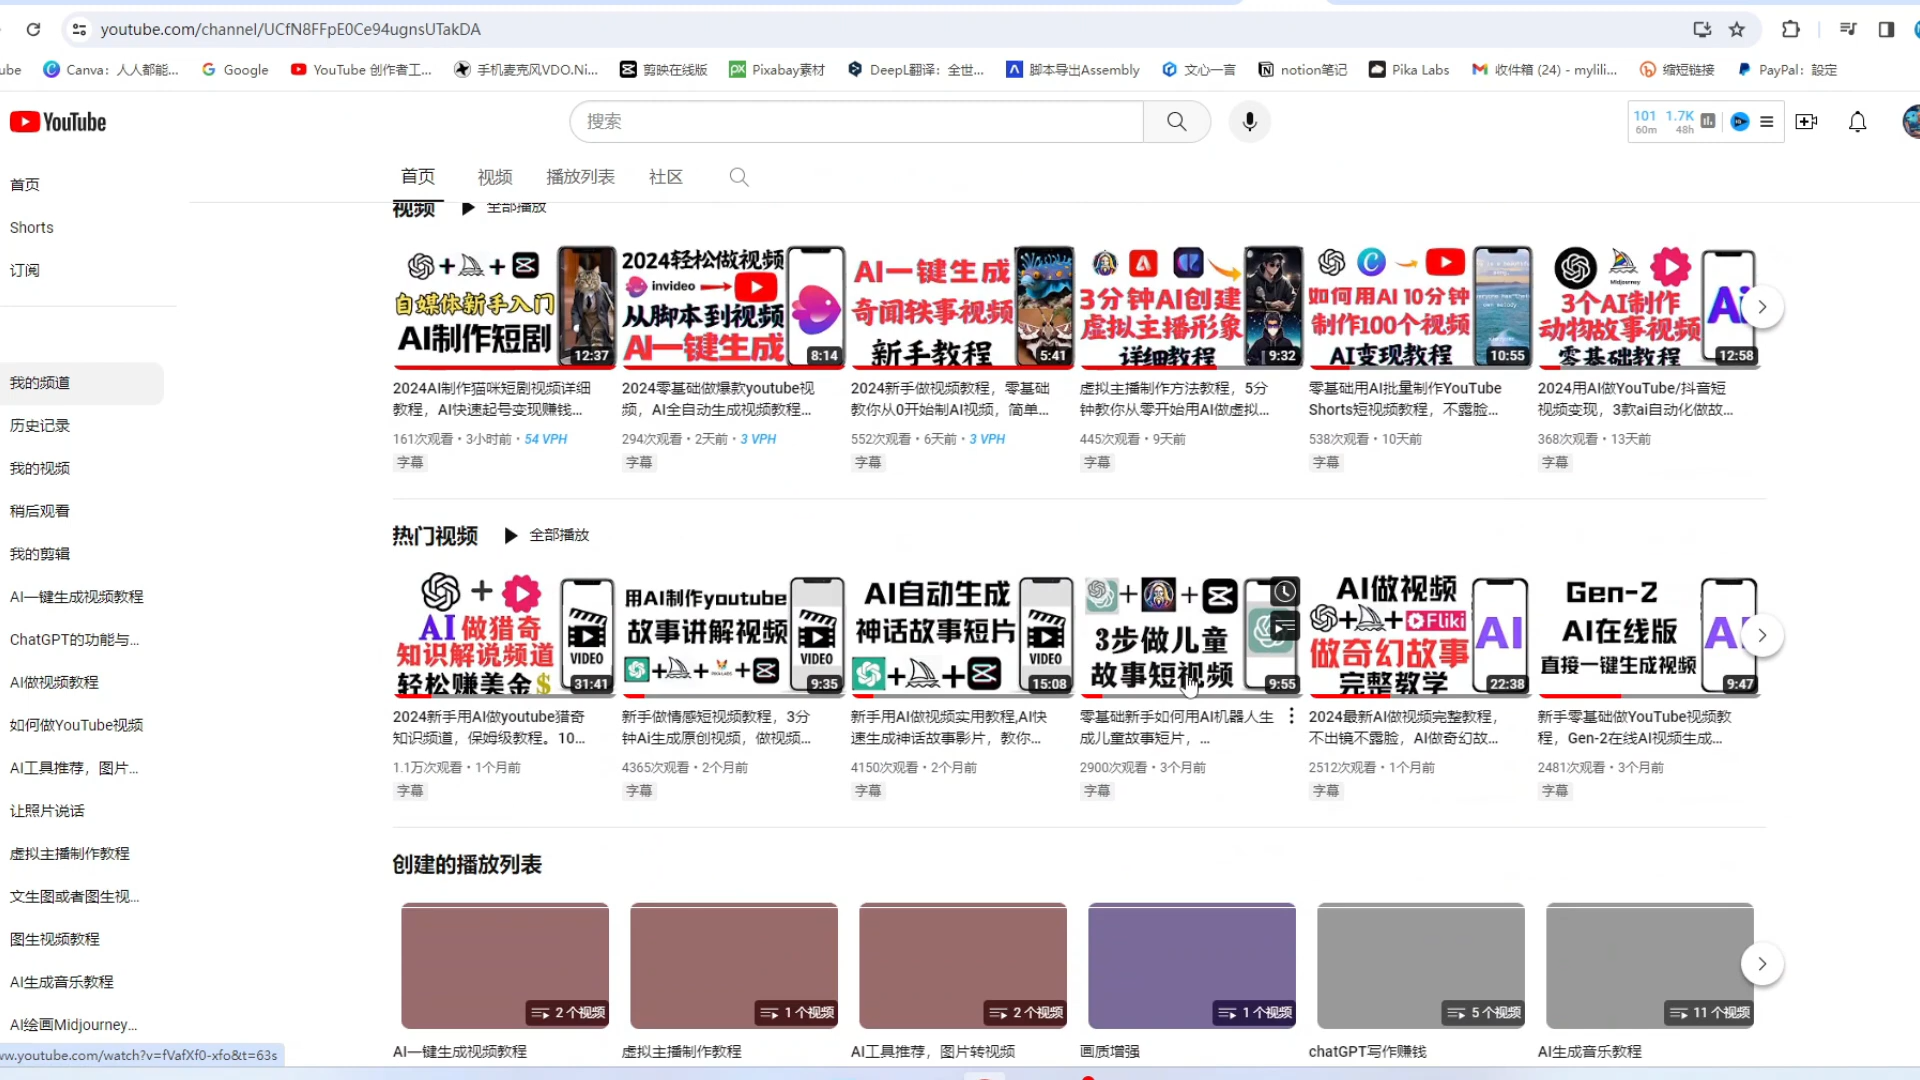 youtube.com/channel/UCfN8FFpE0Ce94ugnsUTakDA
ube
Canva：人人都能...
Google
YouTube 创作者工...
手机麦克风VDO.Ni...
剪映在线版
Pixabay素材
DeepL翻译：全世...
脚本导出Assembly
文心一言
notion笔记
Pika Labs
收件箱 (24) - mylili...
缩短链接
PayPal：設定
YouTube
搜索
101 1.7K
60m 48h
首页
视频
播放列表
社区
首页
Shorts
订阅
我的频道
历史记录
我的视频
稍后观看
我的剪辑
AI一键生成视频教程
ChatGPT的功能与...
AI做视频教程
如何做YouTube视频
AI工具推荐，图片...
让照片说话
虚拟主播制作教程
文生图或者图生视...
图生视频教程
AI生成音乐教程
AI绘画Midjourney...
视频 全部播放
自媒体新手入门
AI制作短剧
12:37
2024AI制作猫咪短剧视频详细
教程，AI快速起号变现赚钱...
161次观看・3小时前・54 VPH
字幕
2024轻松做视频
invideo
从脚本到视频
AI一键生成
8:14
2024零基础做爆款youtube视
频，AI全自动生成视频教程...
294次观看・2天前・3 VPH
字幕
AI一键生成
奇闻轶事视频
新手教程
5:41
2024新手做视频教程，零基础
教你从0开始制AI视频，简单...
552次观看・6天前・3 VPH
字幕
3分钟AI创建
虚拟主播形象
详细教程
9:32
虚拟主播制作方法教程，5分
钟教你从零开始用AI做虚拟...
445次观看・9天前
字幕
如何用AI 10分钟
制作100个视频
AI变现教程
10:55
零基础用AI批量制作YouTube
Shorts短视频教程，不露脸...
538次观看・10天前
字幕
Midjourney
3个AI制作
动物故事视频
零基础教程
Ai
12:58
2024用AI做YouTube/抖音短
视频变现，3款ai自动化做故...
368次观看・13天前
字幕
热门视频 全部播放
AI 做猎奇
知识解说频道
轻松赚美金$
VIDEO
31:41
2024新手用AI做youtube猎奇
知识频道，保姆级教程。10...
1.1万次观看・1个月前
字幕
用AI制作youtube
故事讲解视频
VIDEO
9:35
新手做情感短视频教程，3分
钟Ai生成原创视频，做视频...
4365次观看・2个月前
字幕
AI自动生成
神话故事短片
VIDEO
15:08
新手用AI做视频实用教程,AI快
速生成神话故事影片，教你...
4150次观看・2个月前
字幕
3步做儿童
故事短视频
9:55
零基础新手如何用AI机器人生
成儿童故事短片，...
2900次观看・3个月前
字幕
AI做视频
Fliki
做奇幻故事
完整教学
AI
22:38
2024最新AI做视频完整教程，
不出镜不露脸，AI做奇幻故...
2512次观看・1个月前
字幕
Gen-2
AI在线版
直接一键生成视频
9:47
新手零基础做YouTube视频教
程，Gen-2在线AI视频生成...
2481次观看・3个月前
字幕
创建的播放列表
2 个视频
AI一键生成视频教程
1 个视频
虚拟主播制作教程
2 个视频
AI工具推荐，图片转视频
1 个视频
画质增强
5 个视频
chatGPT写作赚钱
11 个视频
AI生成音乐教程
ww.youtube.com/watch?v=fVafXf0-xfo&t=63s